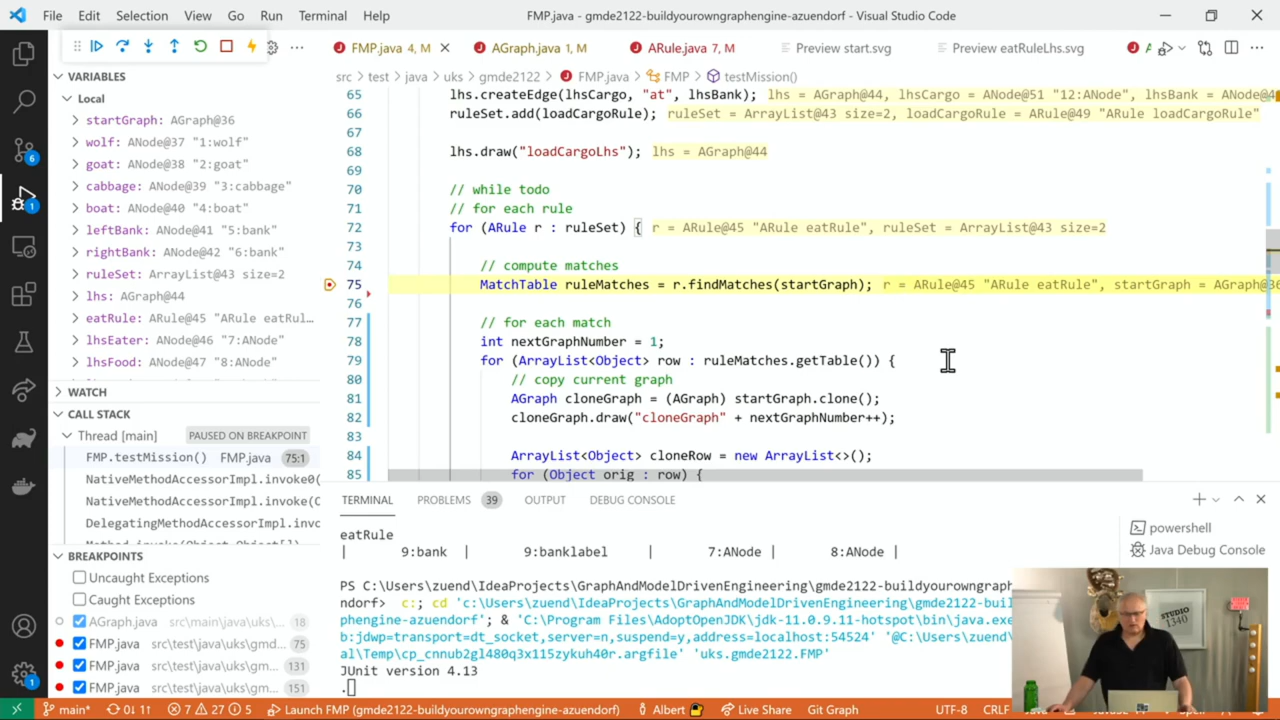 File Edit Selection View Go Run Terminal Help FMP.java - gmde2122-buildyourowngraphengine-azuendorf - Visual Studio Code
FMP.java 4, M AGraph.java 1, M ARule.java 7, M Preview start.svg Preview eatRuleLhs.svg
src > test > java > uks > gmde2122 > FMP.java > FMP > testMission()
VARIABLES
Local
startGraph: AGraph@36
wolf: ANode@37 "1:wolf"
goat: ANode@38 "2:goat"
cabbage: ANode@39 "3:cabbage"
boat: ANode@40 "4:boat"
leftBank: ANode@41 "5:bank"
rightBank: ANode@42 "6:bank"
ruleSet: ArrayList@43 size=2
lhs: AGraph@44
eatRule: ARule@45 "ARule eatRul…
lhsEater: ANode@46 "7:ANode"
lhsFood: ANode@47 "8:ANode"
WATCH
CALL STACK
Thread [main] PAUSED ON BREAKPOINT
FMP.testMission() FMP.java 75:1
NativeMethodAccessorImpl.invoke0(
NativeMethodAccessorImpl.invoke(O
DelegatingMethodAccessorImpl.invo
Method.invoke(Object,Object[])
BREAKPOINTS
Uncaught Exceptions
Caught Exceptions
AGraph.java src\main\java\uks\... 18
FMP.java src\test\java\uks\gmd... 75
FMP.java src\test\java\uks\gm... 131
FMP.java src\test\java\uks\gm... 151
65 lhs.createEdge(lhsCargo, "at", lhsBank); lhs = AGraph@44, lhsCargo = ANode@51 "12:ANode", lhsBank = ANode@4
66 ruleSet.add(loadCargoRule); ruleSet = ArrayList@43 size=2, loadCargoRule = ARule@49 "ARule loadCargoRule"
67
68 lhs.draw("loadCargoLhs"); lhs = AGraph@44
69
70 // while todo
71 // for each rule
72 for (ARule r : ruleSet) { r = ARule@45 "ARule eatRule", ruleSet = ArrayList@43 size=2
73
74 // compute matches
75 MatchTable ruleMatches = r.findMatches(startGraph); r = ARule@45 "ARule eatRule", startGraph = AGraph@36
76
77 // for each match
78 int nextGraphNumber = 1;
79 for (ArrayList<Object> row : ruleMatches.getTable()) {
80 // copy current graph
81 AGraph cloneGraph = (AGraph) startGraph.clone();
82 cloneGraph.draw("cloneGraph" + nextGraphNumber++);
83
84 ArrayList<Object> cloneRow = new ArrayList<>();
85 for (Object orig : row) {
TERMINAL PROBLEMS 39 OUTPUT DEBUG CONSOLE
eatRule
| 9:bank | 9:banklabel | 7:ANode | 8:ANode |
PS C:\Users\zuend\IdeaProjects\GraphAndModelDrivenEngineering\gmde2122-buildyourowngraph
ndorf> c:; cd 'c:\Users\zuend\IdeaProjects\GraphAndModelDrivenEngineering\gmde2122-bui
phengine-azuendorf'; & 'C:\Program Files\AdoptOpenJDK\jdk-11.0.9.11-hotspot\bin\java.exe
b:jdwp=transport=dt_socket,server=n,suspend=y,address=localhost:54524' '@C:\Users\zuend
al\Temp\cp_cnnub2gl480q3x115zykuh40r.argfile' 'uks.gmde2122.FMP'
JUnit version 4.13
.
powershell
Java Debug Console
STUDIO
1340
main* 0↓ 1↑ 7 27 5 Launch FMP (gmde2122-buildyourowngraphengine-azuendorf) Albert Live Share Git Graph UTF-8 CRLF